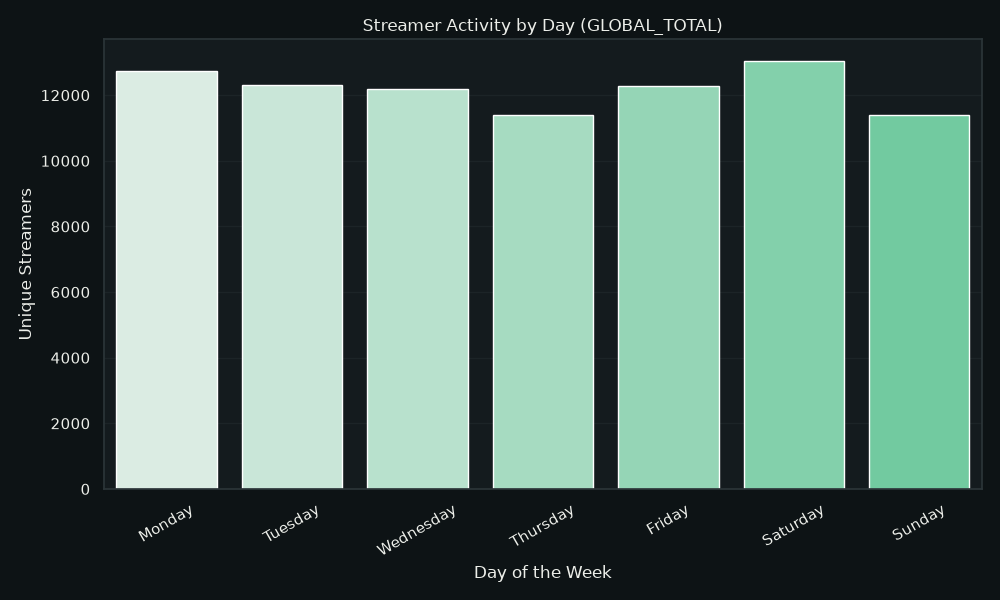 Streamer Activity by Day (GLOBAL_TOTAL)
Unique Streamers
12000
10000
8000
6000
4000
2000
0
Monday
Tuesday
Wednesday
Thursday
Friday
Saturday
Sunday
Day of the Week